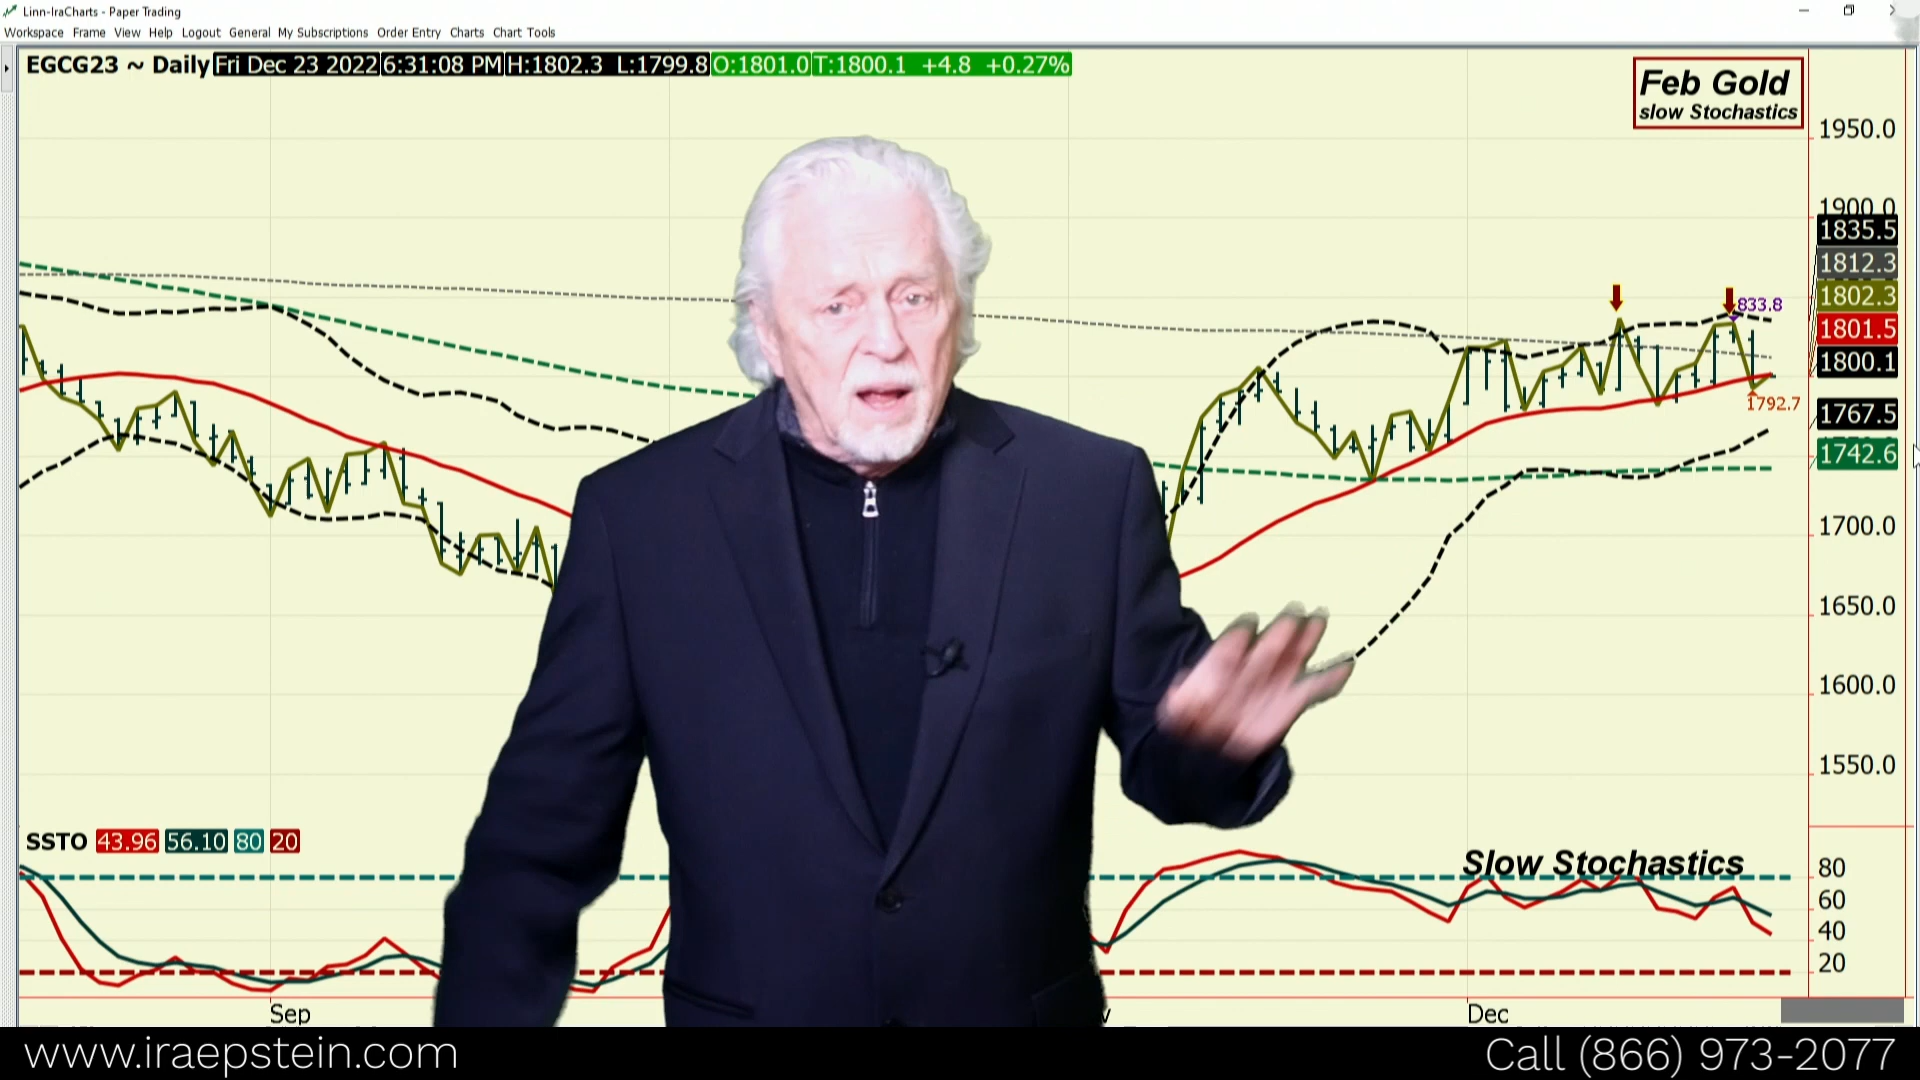 Linn-IraCharts - Paper Trading
Workspace Frame View Help Logout General My Subscriptions Order Entry Charts Chart Tools
EGCG23 ~ Daily Fri Dec 23 2022 6:31:08 PM H:1802.3 L:1799.8 O:1801.0 T:1800.1 +4.8 +0.27%
Feb Gold
slow Stochastics
1950.0
1900.0
1835.5
1812.3
1802.3
1801.5
1800.1
1767.5
1742.6
1700.0
1650.0
1600.0
1550.0
833.8
1792.7
SSTO 43.96 56.10 80 20
Slow Stochastics
80
60
40
20
Sep
Dec
www.iraepstein.com
Call (866) 973-2077